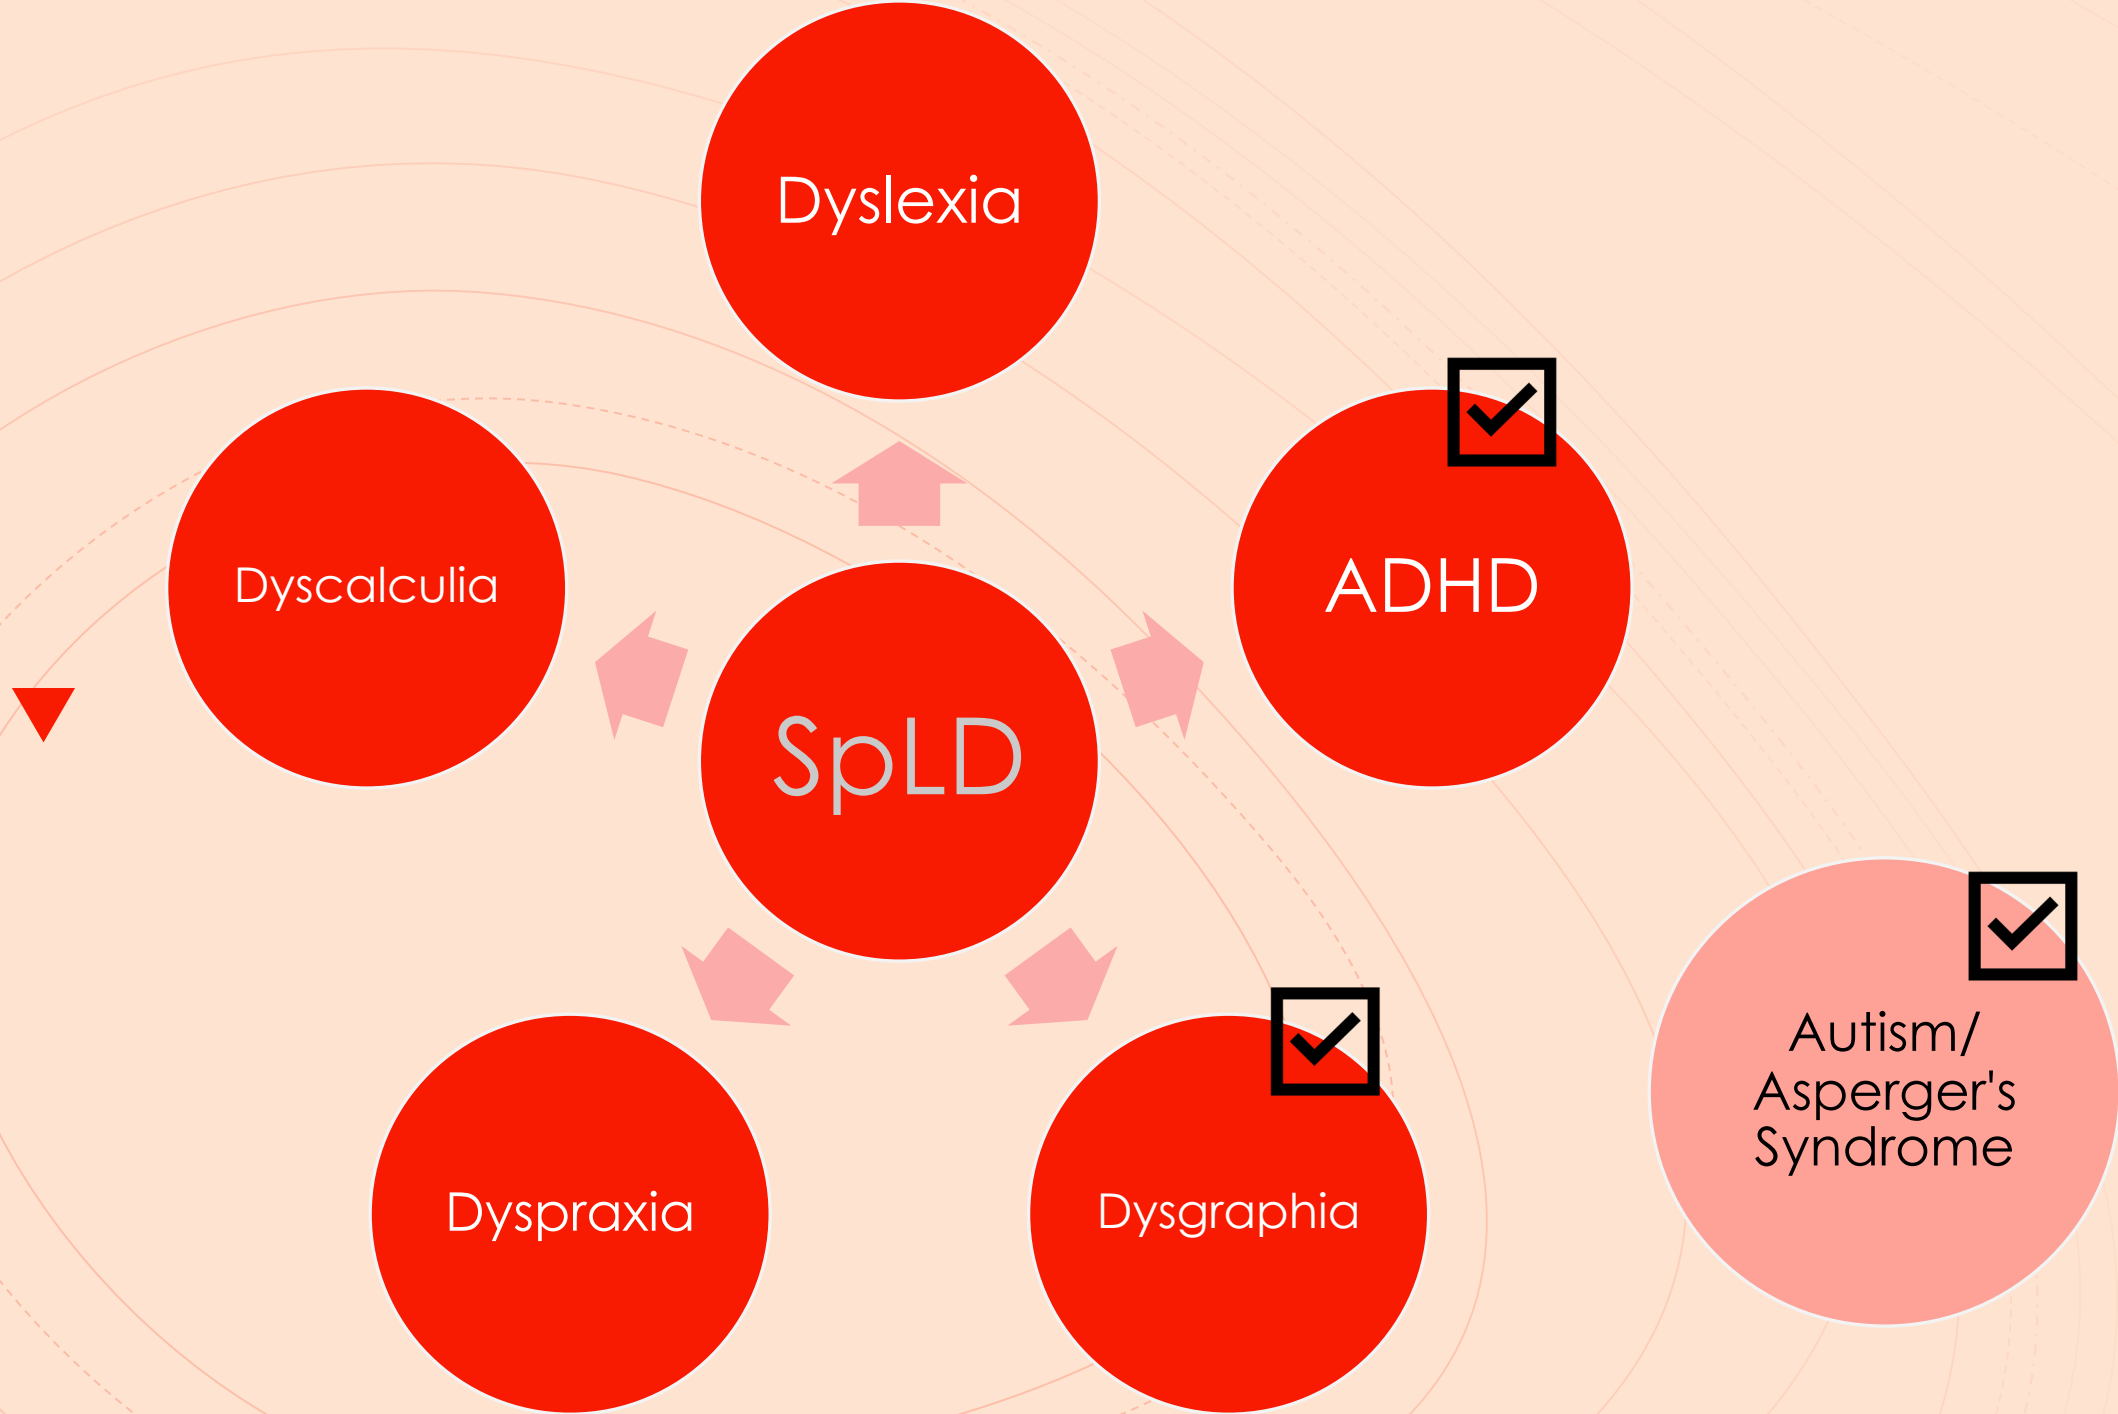 Dyslexia
ADHD
Dyscalculia
SpLD
Autism/
Asperger's
Syndrome
Dyspraxia
Dysgraphia